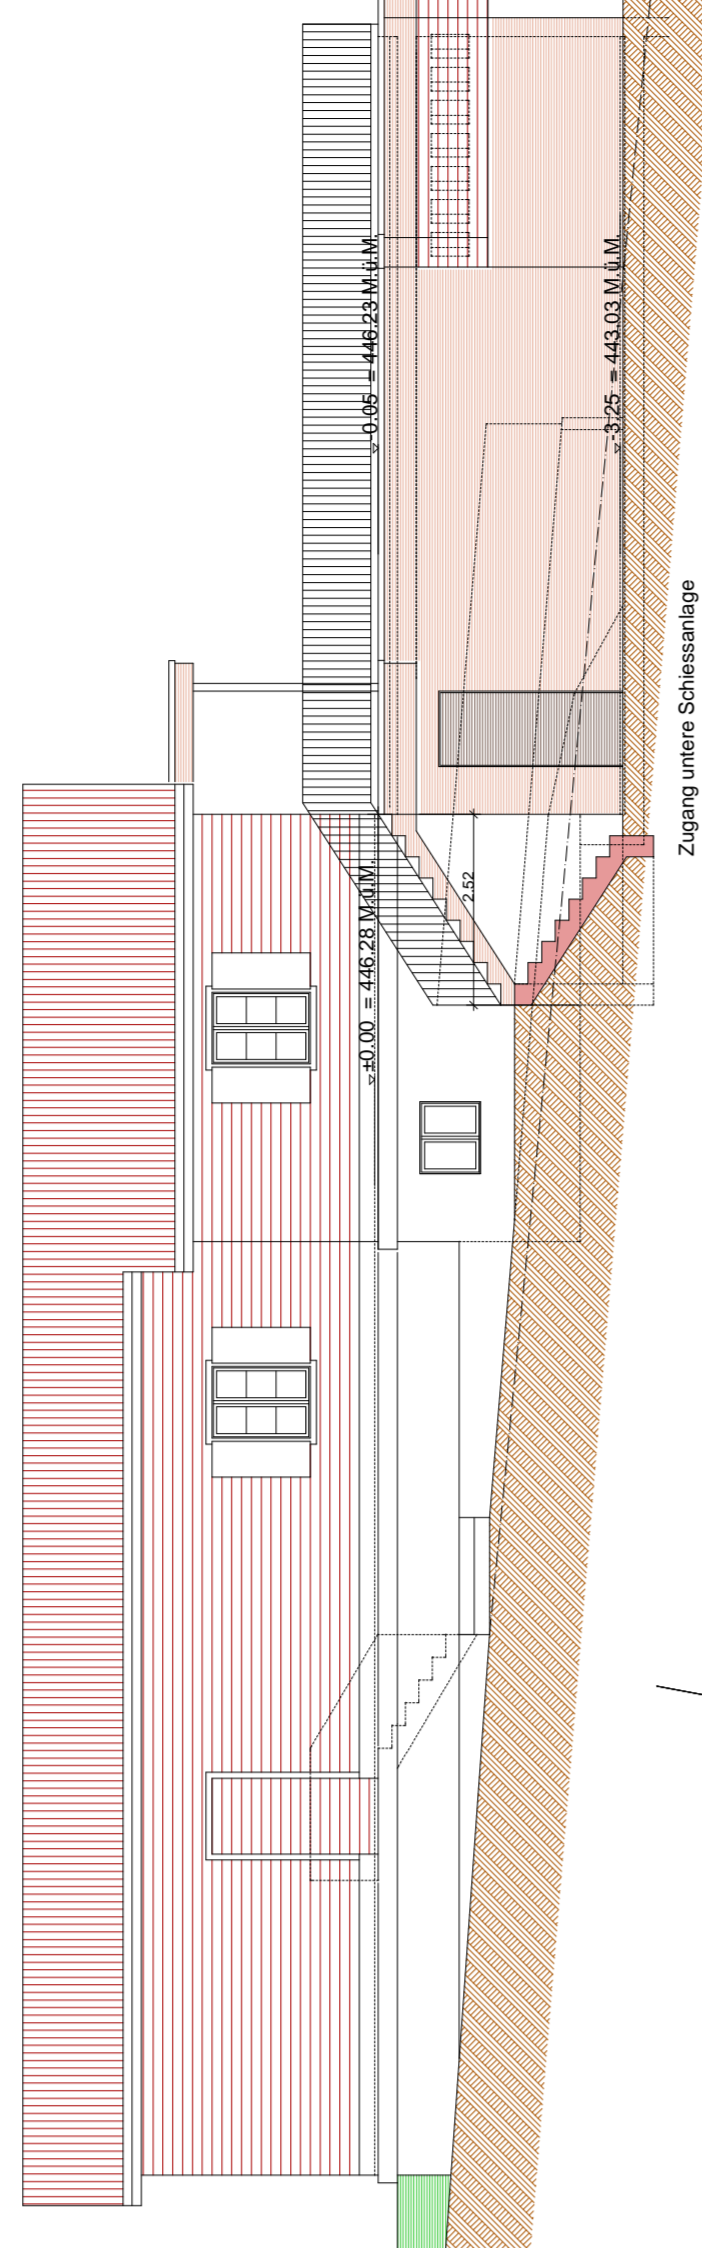 -0.05 = 446.23 M.ü.M.
-3.25 = 443.03 M.ü.M.
±0.00 = 446.28 M.ü.M.
2.52
Zugang untere Schiessanlage